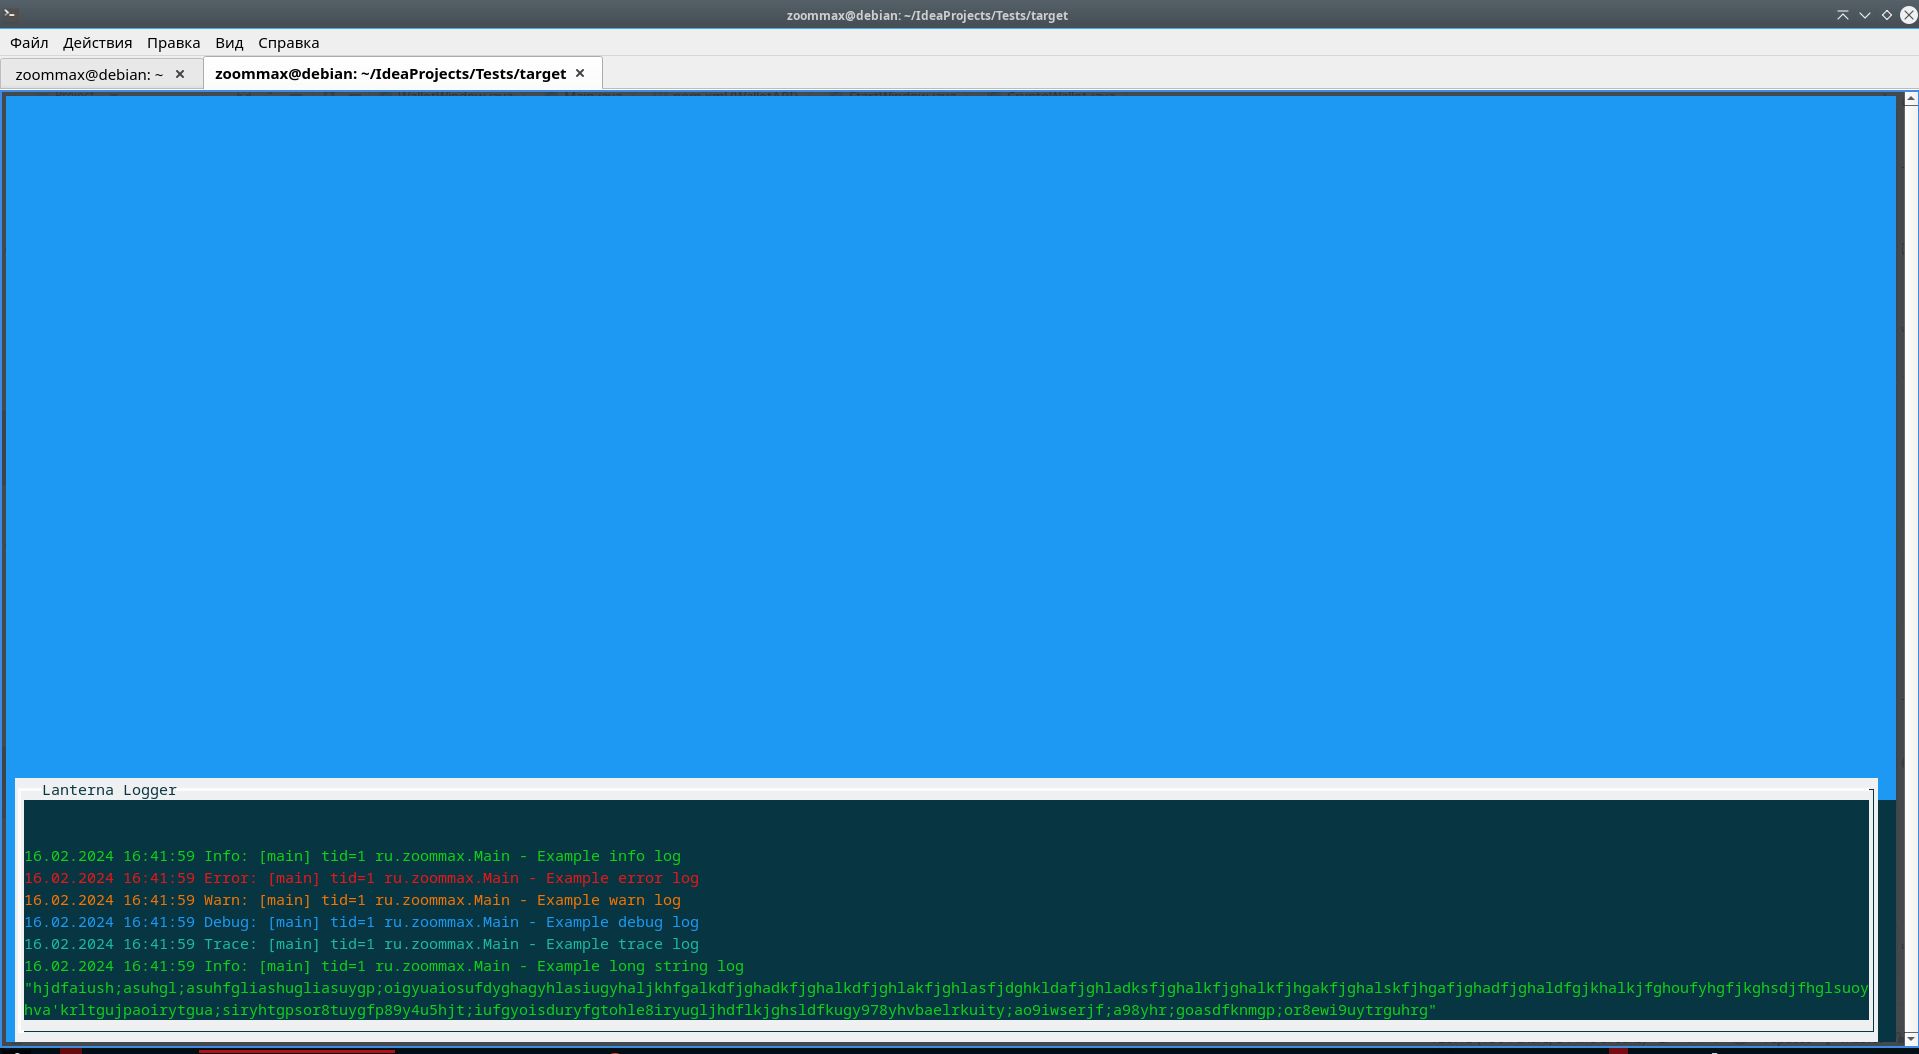 zoommax@debian: ~/IdeaProjects/Tests/target
Файл Действия Правка Вид Справка
zoommax@debian: ~ zoommax@debian: ~/IdeaProjects/Tests/target
Lanterna Logger
16.02.2024 16:41:59 Info: [main] tid=1 ru.zoommax.Main - Example info log
16.02.2024 16:41:59 Error: [main] tid=1 ru.zoommax.Main - Example error log
16.02.2024 16:41:59 Warn: [main] tid=1 ru.zoommax.Main - Example warn log
16.02.2024 16:41:59 Debug: [main] tid=1 ru.zoommax.Main - Example debug log
16.02.2024 16:41:59 Trace: [main] tid=1 ru.zoommax.Main - Example trace log
16.02.2024 16:41:59 Info: [main] tid=1 ru.zoommax.Main - Example long string log
"hjdfaiush;asuhgl;asuhfgliashugliasuygp;oigyuaiosufdyghagyhlasiugyhaljkhfgalkdfjghadkfjghalkdfjghlakfjghlasfjdghkldafjghladksfjghalkfjghalkfjhgakfjghalskfjhgafjghadfjghaldfgjkhalkjfghoufyhgfjkghsdjfhglsuoy
hva'krltgujpaoirytgua;siryhtgpsor8tuygfp89y4u5hjt;iufgyoisduryfgtohle8iryugljhdflkjghsldfkugy978yhvbaelrkuity;ao9iwserjf;a98yhr;goasdfknmgp;or8ewi9uytrguhrg"